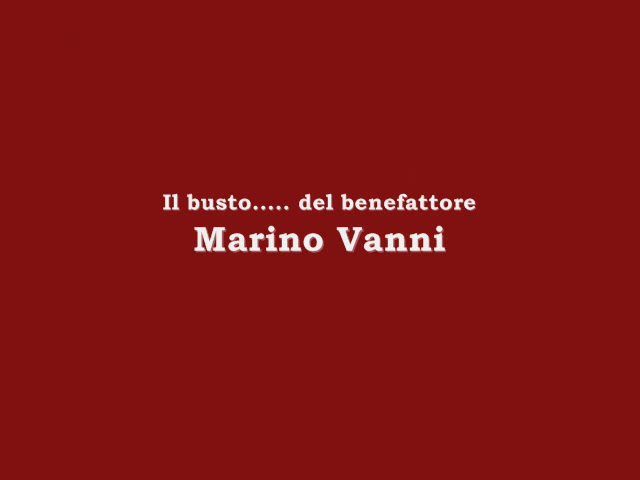 Il busto..... del benefattore
Marino Vanni